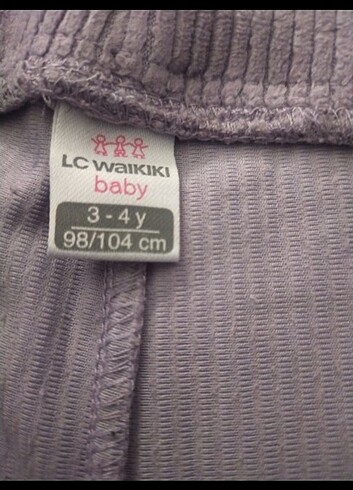 LC WAIKIKI
baby
3 - 4 y
98/104 cm